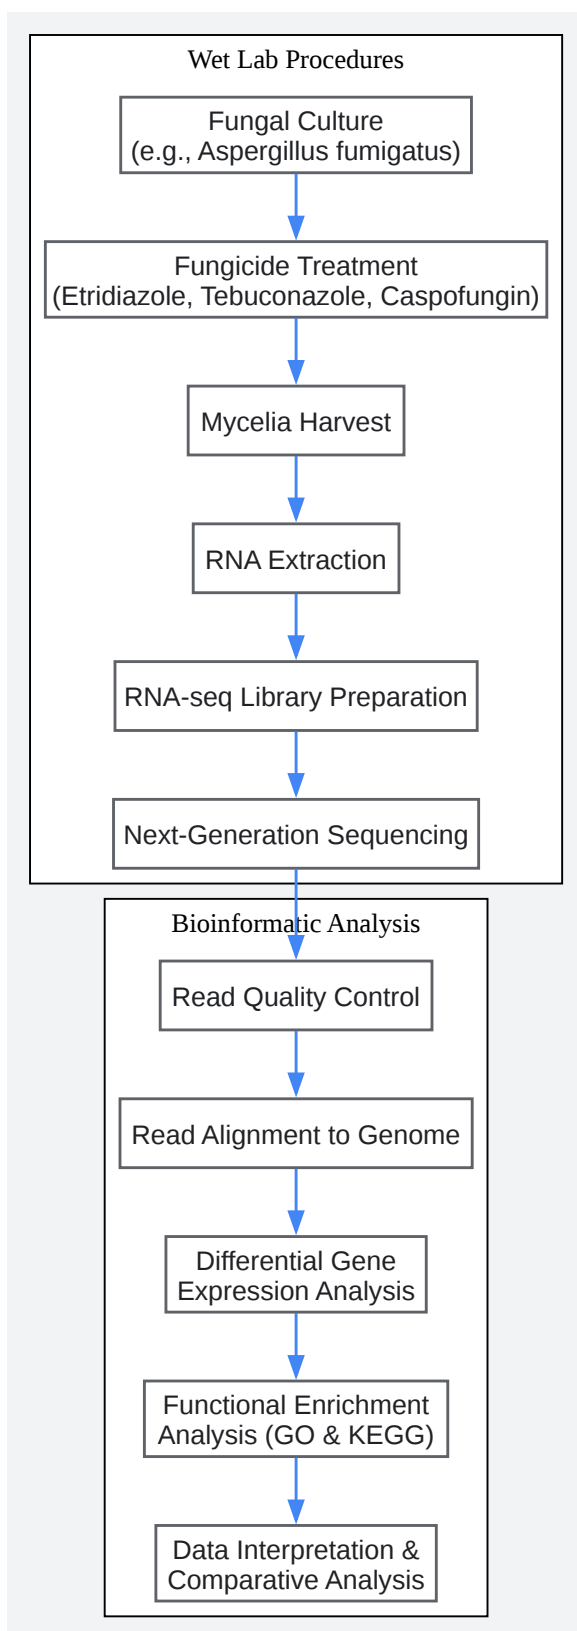 Wet Lab Procedures
Fungal Culture
(e.g., Aspergillus fumigatus)
Fungicide Treatment
(Etridiazole, Tebuconazole, Caspofungin)
Mycelia Harvest
RNA Extraction
RNA-seq Library Preparation
Next-Generation Sequencing
Bioinformatic Analysis
Read Quality Control
Read Alignment to Genome
Differential Gene
Expression Analysis
Functional Enrichment
Analysis (GO & KEGG)
Data Interpretation &
Comparative Analysis